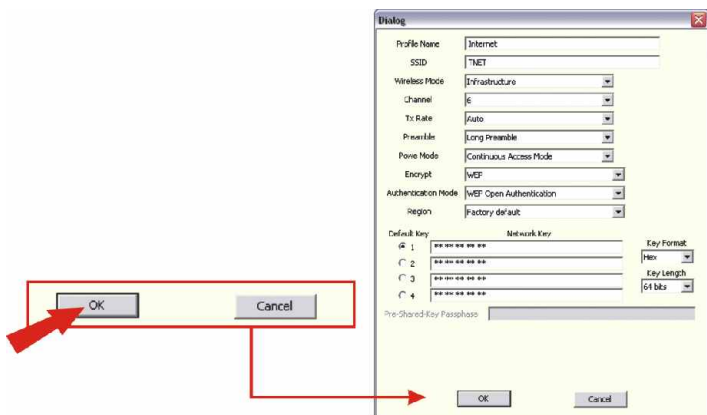 Dialog
Profile Name Internet
SSID TNET
Wireless Mode Infrastructure
Channel 6
Tx Rate Auto
Preamble Long Preamble
Powe Mode Continuous Access Mode
Encrypt WEP
Authentication Mode WEP Open Authentication
Region Factory default
Default Key Network Key
Key Format
1 ** ** ** ** **
Hex
2 ** ** ** ** **
Key Length
3 ** ** ** ** **
64 bits
4 ** ** ** ** **
Pre-Shared-Key Passphase
OK Cancel
OK Cancel